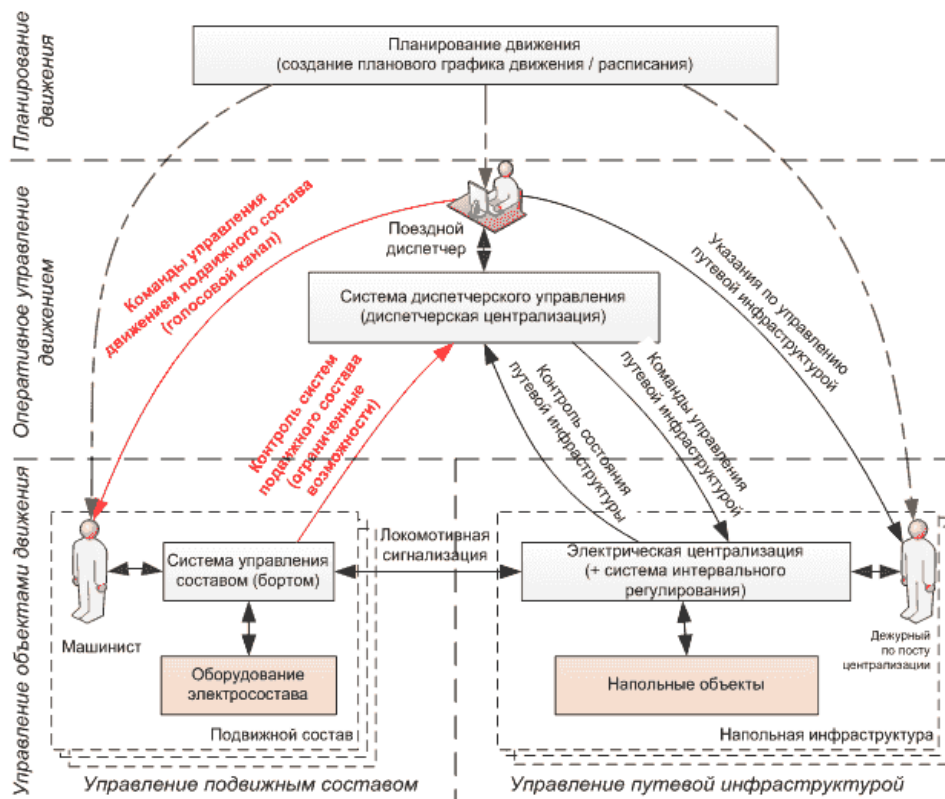 Планирование
движения
Планирование движения
(создание планового графика движения / расписания)
Оперативное управление
движением
Команды управления
движением подвижного состава
(голосовой канал)
Поездной
диспетчер
Указания по управлению
путевой инфраструктурой
Система диспетчерского управления
(диспетчерская централизация)
Контроль систем
подвижного состава
(ограниченные
возможности)
Контроль состояния
путевой инфраструктуры
Команды управления
путевой инфраструктурой
Управление объектами движения
Машинист
Система управления
составом (бортом)
Оборудование
электросостава
Подвижной состав
Локомотивная
сигнализация
Электрическая централизация
(+ система интервального
регулирования)
Напольные объекты
Дежурный
по посту
централизации
Напольная инфраструктура
Управление подвижным составом
Управление путевой инфраструктурой